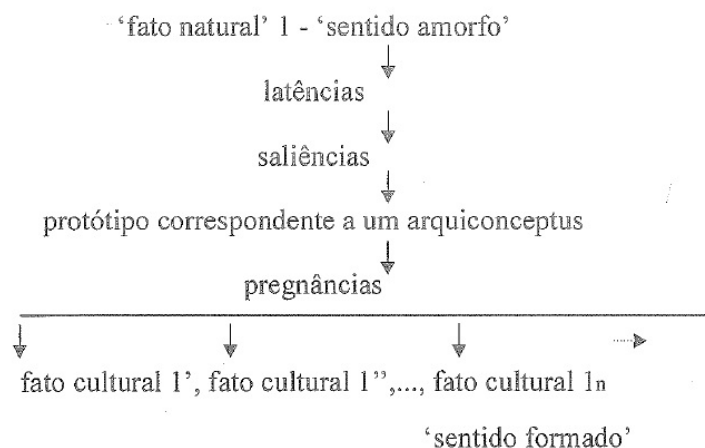 ‘fato natural’ 1 - ‘sentido amorfo’
latências
saliências
protótipo correspondente a um arquiconceptus
pregnâncias
fato cultural 1’, fato cultural 1’’,..., fato cultural 1n
‘sentido formado’